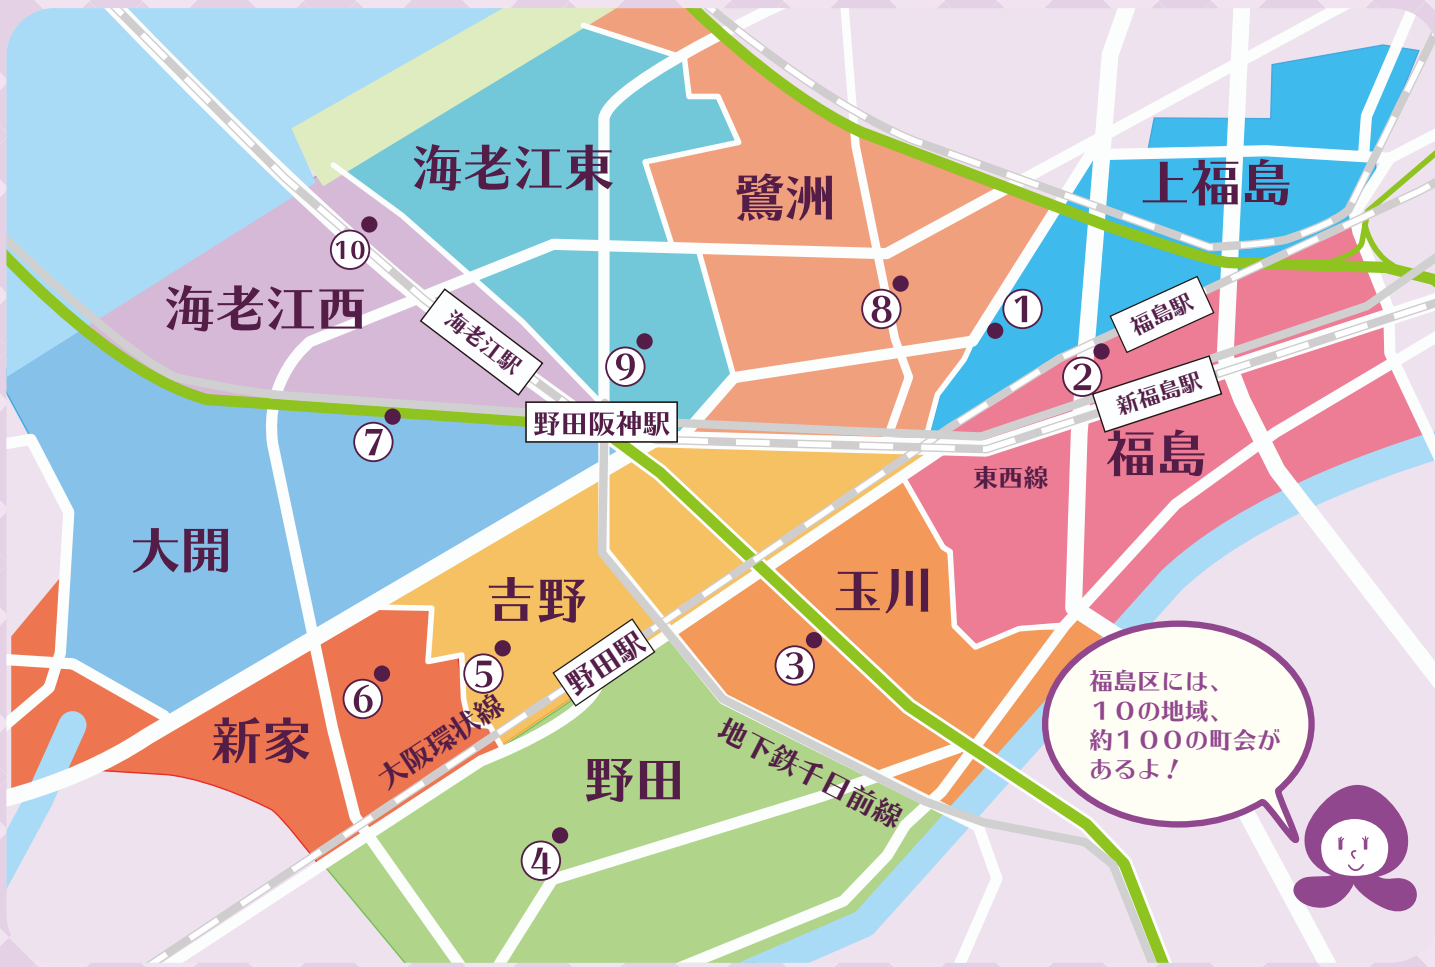 海老江東
鷺洲
上福島
10
海老江西
海老江駅
8
1
福島駅
9
2
新福島駅
7
野田阪神駅
福島
東西線
大開
吉野
玉川
5
野田駅
3
6
新家
大阪環状線
野田
地下鉄千日前線
4
福島区には、
１０の地域、
約１００の町会が
あるよ！